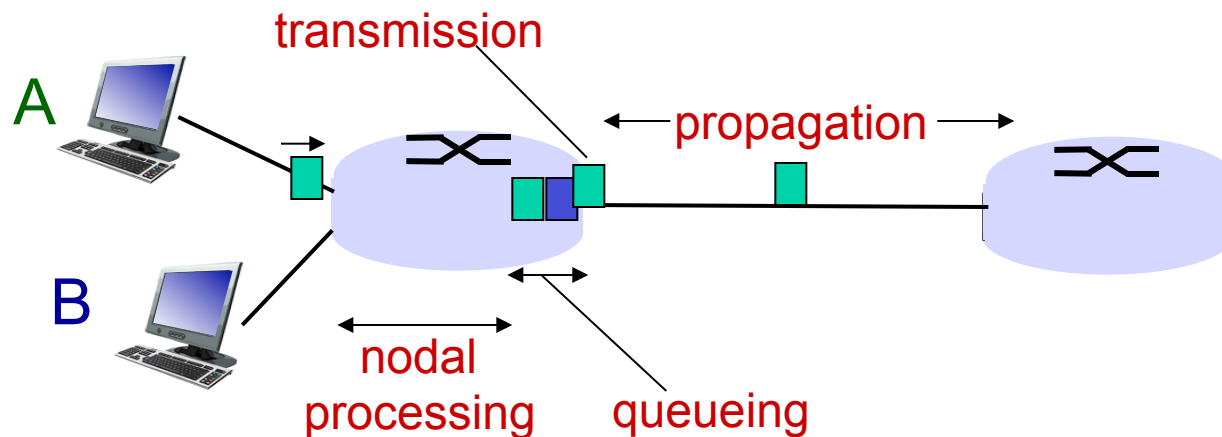 transmission
A
propagation
B
nodal
processing
queueing